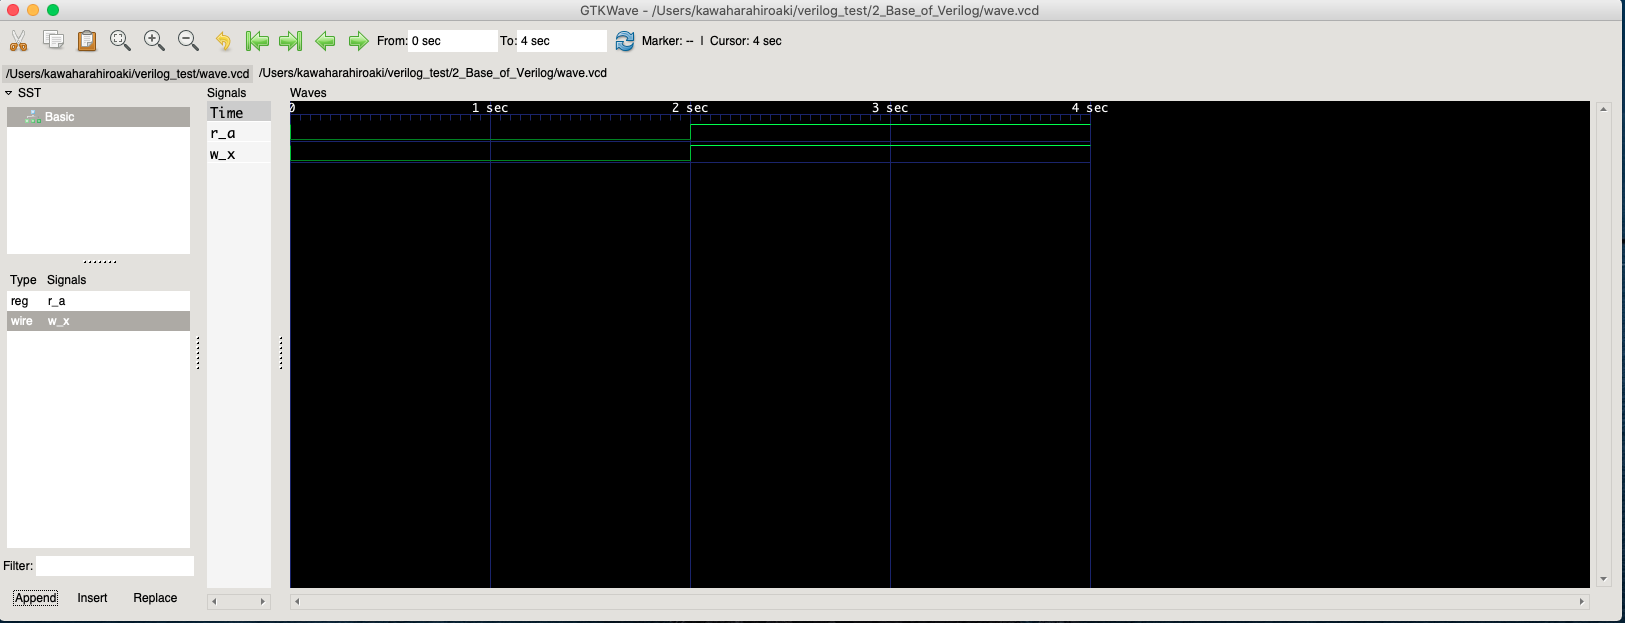 GTKWave - /Users/kawaharahiroaki/verilog_test/2_Base_of_Verilog/wave.vcd
From: 0 sec To: 4 sec Marker: -- | Cursor: 4 sec
/Users/kawaharahiroaki/verilog_test/wave.vcd /Users/kawaharahiroaki/verilog_test/2_Base_of_Verilog/wave.vcd
SST
Basic
Type Signals
reg r_a
wire w_x
Filter:
Append Insert Replace
Signals
Time
r_a
w_x
Waves
0 1 sec 2 sec 3 sec 4 sec